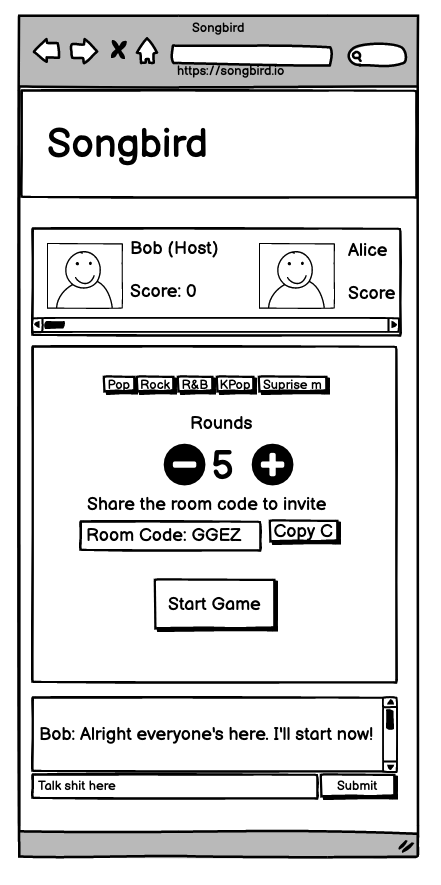 Songbird
https://songbird.io
Songbird
Bob (Host)
Alice
Score: 0
Score
Pop Rock R&B KPop Suprise m
Rounds
5
Share the room code to invite
Room Code: GGEZ
Copy C
Start Game
Bob: Alright everyone's here. I'll start now!
Talk shit here
Submit